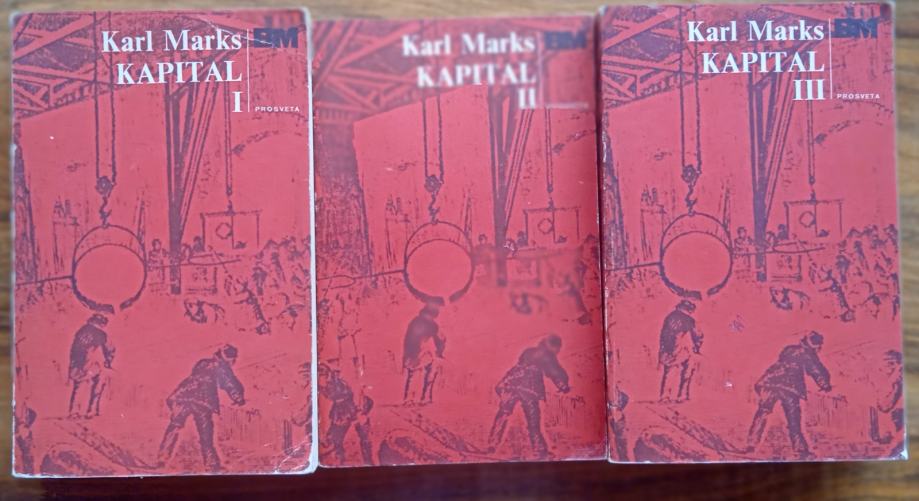 Karl Marks
KAPITAL
I
BM
PROSVETA
Karl Marks
KAPITAL
II
BM
Karl Marks
KAPITAL
III
BM
PROSVETA